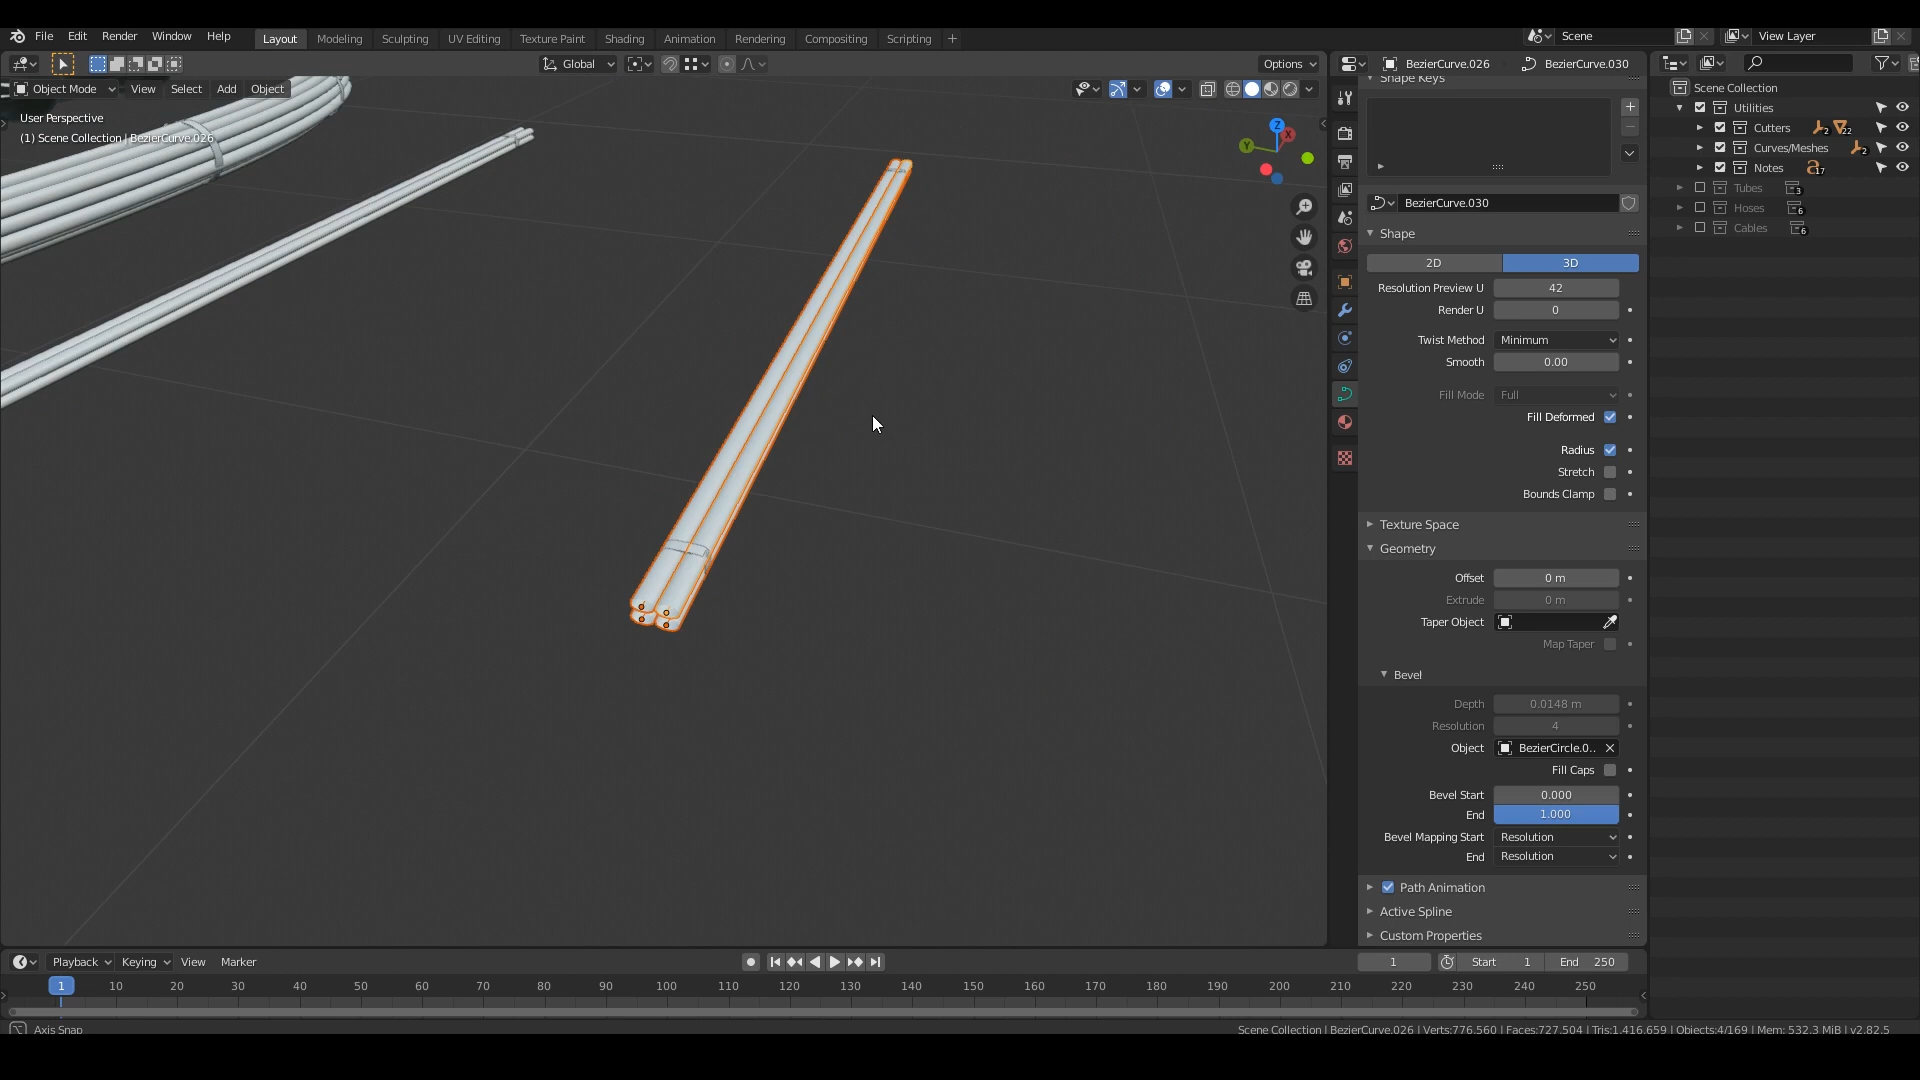 File Edit Render Window Help Layout Modeling Sculpting UV Editing Texture Paint Shading Animation Rendering Compositing Scripting + Scene View Layer
Global Options BezierCurve.026 BezierCurve.030
Object Mode View Select Add Object
User Perspective
(1) Scene Collection | BezierCurve.026
Z
X
Y
Shape Keys
BezierCurve.030
Shape
2D 3D
Resolution Preview U 42
Render U 0
Twist Method Minimum
Smooth 0.00
Fill Mode Full
Fill Deformed
Radius
Stretch
Bounds Clamp
Texture Space
Geometry
Offset 0 m
Extrude 0 m
Taper Object
Map Taper
Bevel
Depth 0.0148 m
Resolution 4
Object BezierCircle.0..
Fill Caps
Bevel Start 0.000
End 1.000
Bevel Mapping Start Resolution
End Resolution
Path Animation
Active Spline
Custom Properties
Scene Collection
Utilities
Cutters 2 22
Curves/Meshes 2
Notes 17
Tubes 3
Hoses 6
Cables 6
Playback Keying View Marker 1 Start 1 End 250
1 10 20 30 40 50 60 70 80 90 100 110 120 130 140 150 160 170 180 190 200 210 220 230 240 250
Axis Snap Scene Collection | BezierCurve.026 | Verts:776.560 | Faces:727.504 | Tris:1.416.659 | Objects:4/169 | Mem: 532.3 MiB | v2.82.5